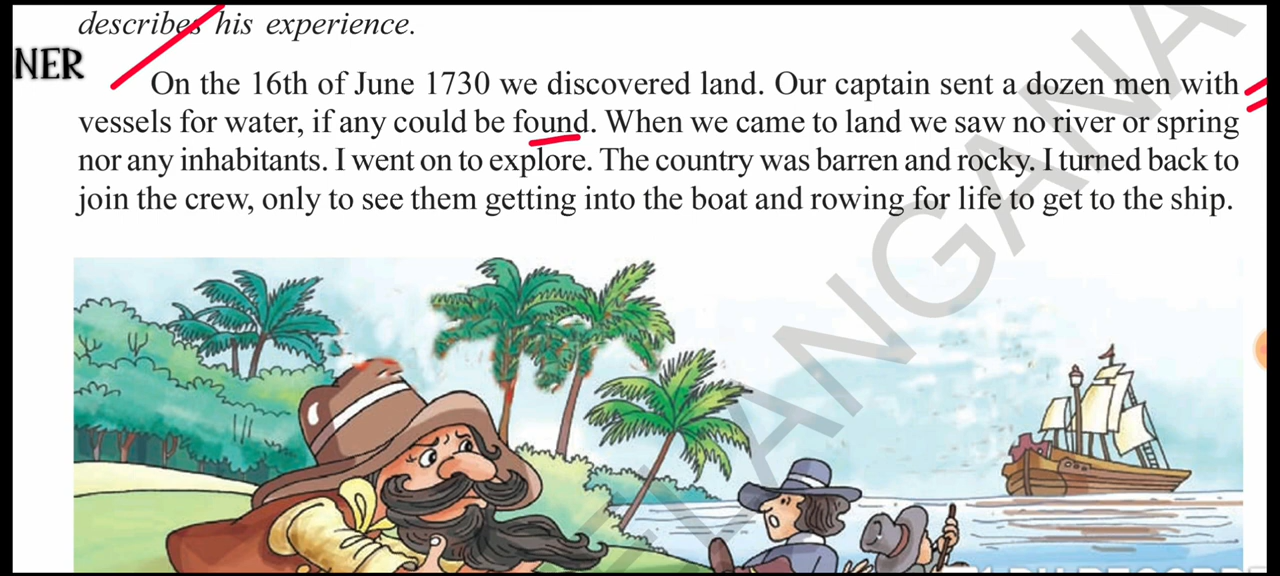 describes his experience.
NER
On the 16th of June 1730 we discovered land. Our captain sent a dozen men with
vessels for water, if any could be found. When we came to land we saw no river or spring
nor any inhabitants. I went on to explore. The country was barren and rocky. I turned back to
join the crew, only to see them getting into the boat and rowing for life to get to the ship.
ELANGANA